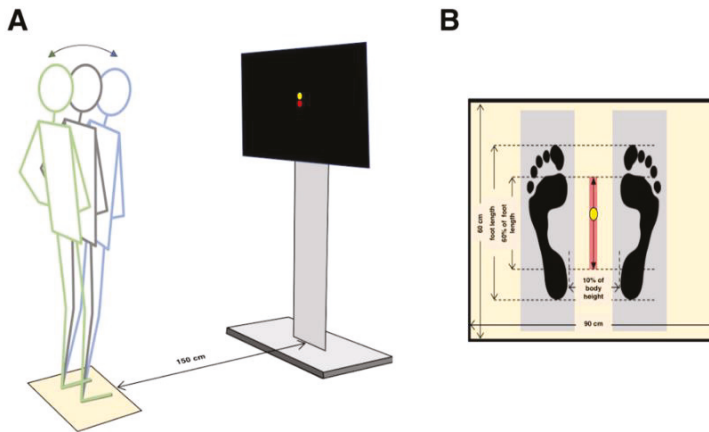 A
B
150 cm
60 cm
foot length
60% of foot
length
10% of
body
height
90 cm